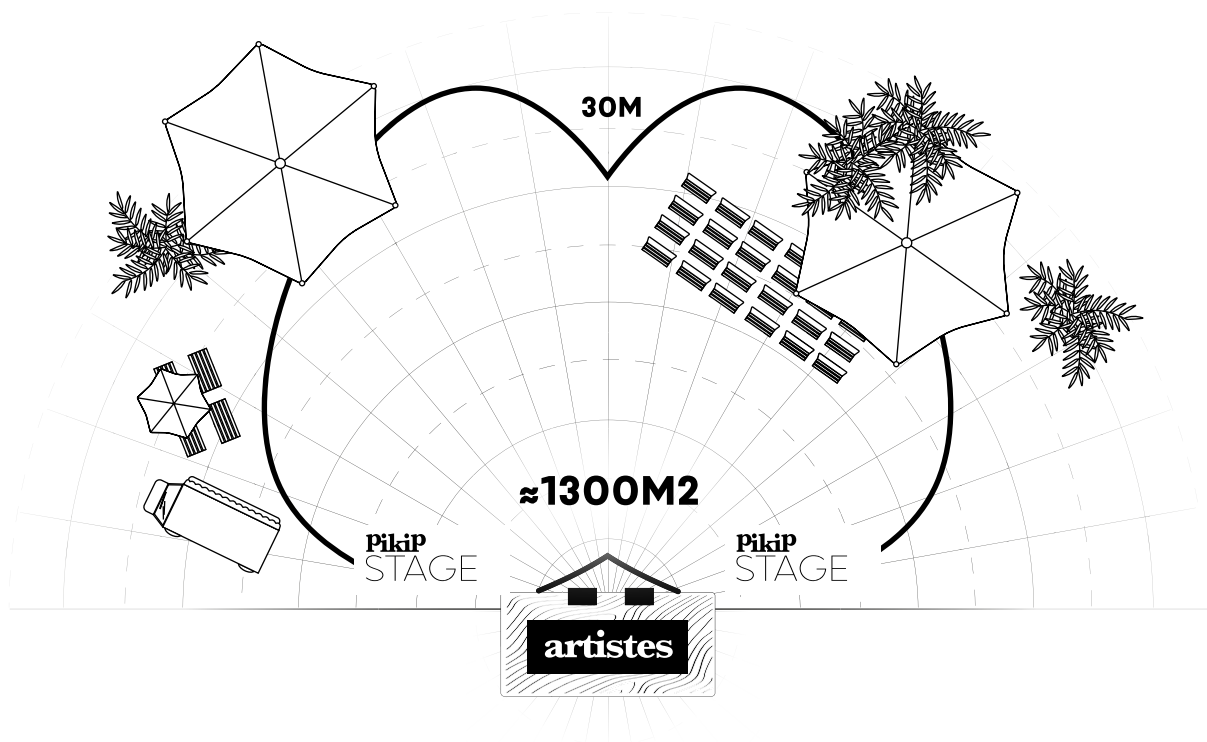 30M
≈1300M2
PiKiP
STAGE
PiKiP
STAGE
artistes